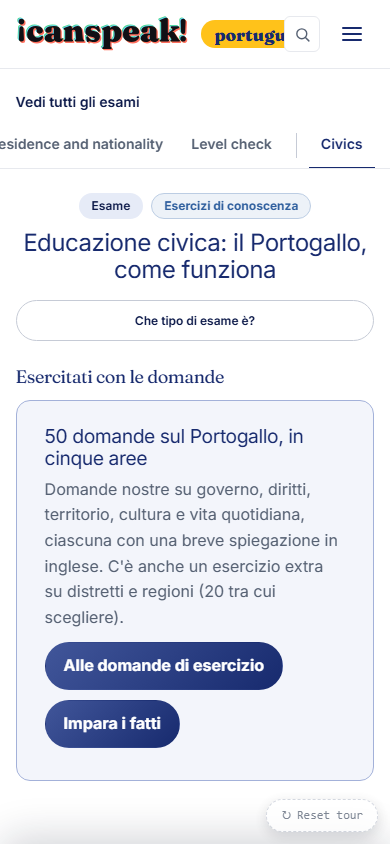 icanspeak!
portugu
Vedi tutti gli esami
esidence and nationality Level check Civics
Esame Esercizi di conoscenza
Educazione civica: il Portogallo,
come funziona
Che tipo di esame è?
Esercitati con le domande
50 domande sul Portogallo, in
cinque aree
Domande nostre su governo, diritti,
territorio, cultura e vita quotidiana,
ciascuna con una breve spiegazione in
inglese. C'è anche un esercizio extra
su distretti e regioni (20 tra cui
scegliere).
Alle domande di esercizio
Impara i fatti
↻ Reset tour